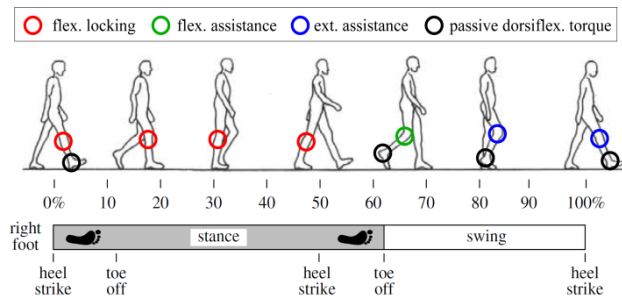 flex. locking flex. assistance ext. assistance passive dorsiflex. torque
0% 10 20 30 40 50 60 70 80 90 100%
right foot stance swing
heel strike toe off heel strike toe off heel strike